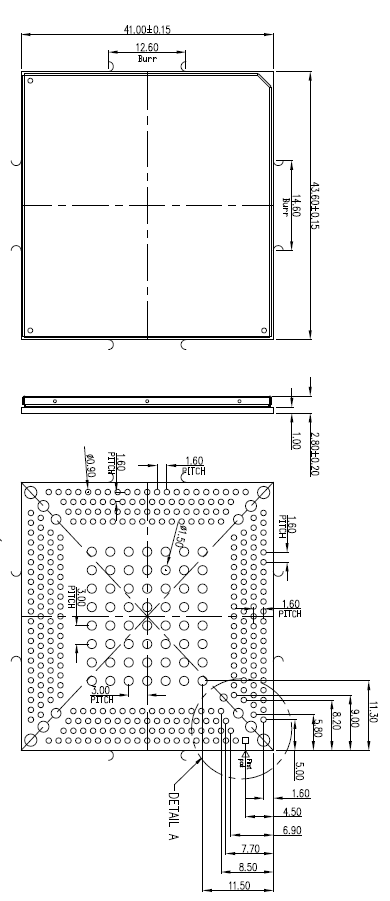 41.00±0.15
12.60
Burr
43.60±0.15
14.60
Burr
2.80±0.20
1.00
1.60
PITCH
1.60
PITCH
Ø0.90
Ø1.50
1.60
PITCH
1.60
PITCH
3.00
PITCH
3.00
PITCH
11.30
9.00
8.20
5.80
5.00
1.60
4.50
6.90
7.70
8.50
11.50
DETAIL A